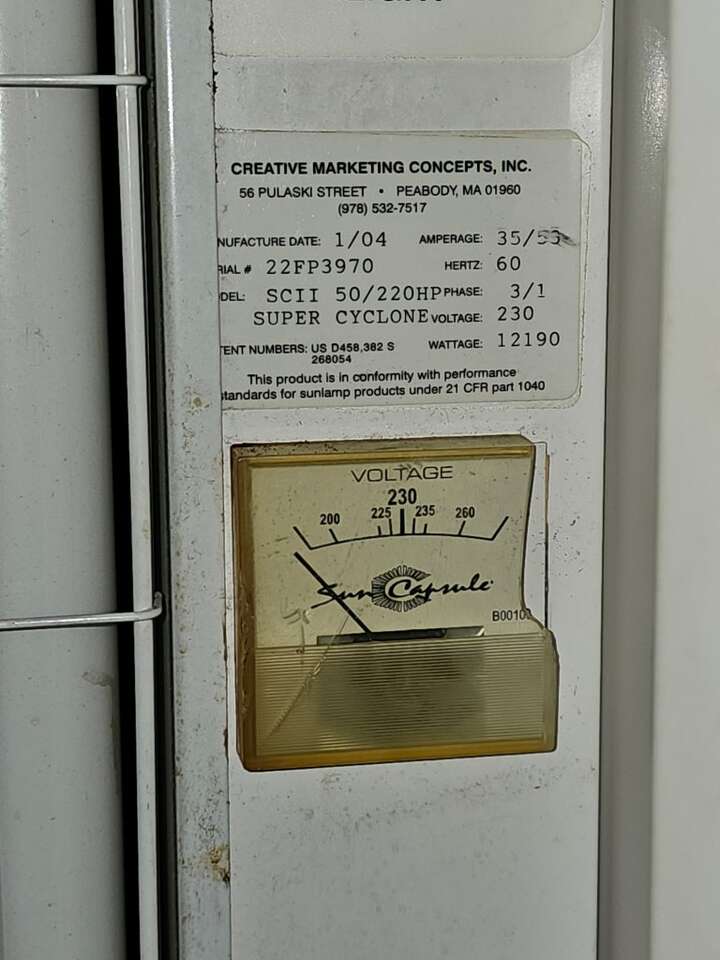 CREATIVE MARKETING CONCEPTS, INC.
56 PULASKI STREET • PEABODY, MA 01960
(978) 532-7517
NUFACTURE DATE: 1/04 AMPERAGE: 35/53
RIAL # 22FP3970 HERTZ: 60
DEL: SCII 50/220HP PHASE: 3/1
SUPER CYCLONE VOLTAGE: 230
TENT NUMBERS: US D458,382 S WATTAGE: 12190
268054
This product is in conformity with performance
standards for sunlamp products under 21 CFR part 1040
VOLTAGE
230
200 225 235 260
Sun Capsule